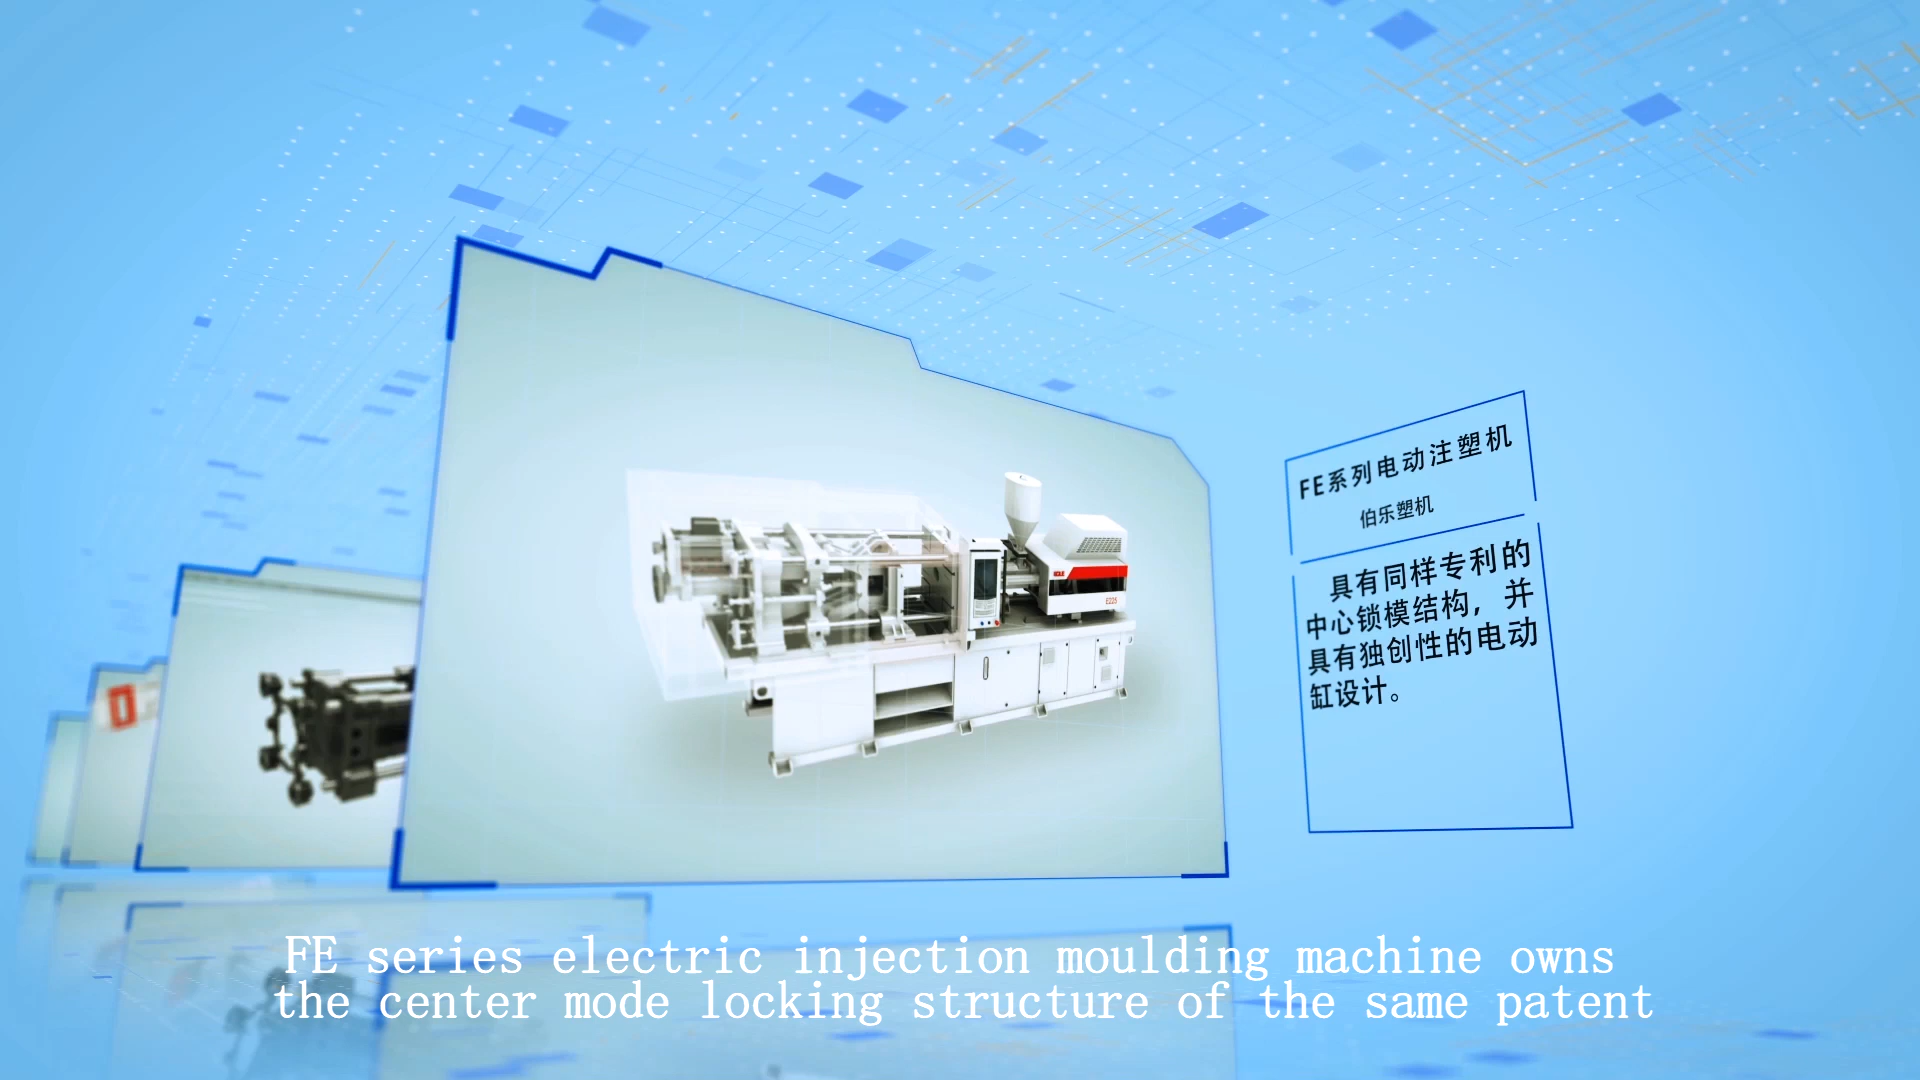 FE系列电动注塑机
伯乐塑机
具有同样专利的
中心锁模结构，并
具有独创性的电动
缸设计。
BOLE
E225
FE series electric injection moulding machine owns
the center mode locking structure of the same patent